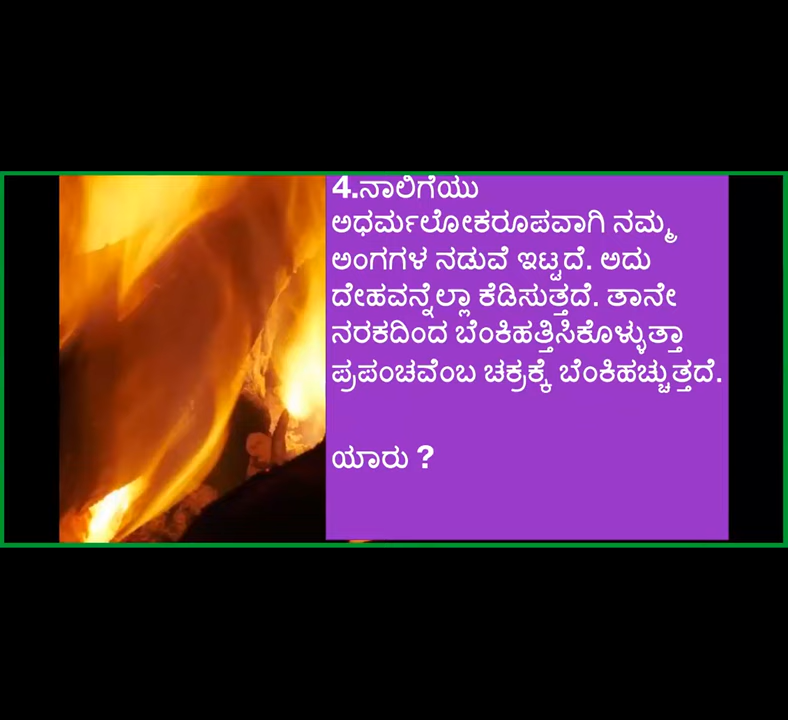 4.ನಾಲಿಗೆಯು
ಅಧರ್ಮಲೋಕರೂಪವಾಗಿ ನಮ್ಮ
ಅಂಗಗಳ ನಡುವೆ ಇಟ್ಟದೆ. ಅದು
ದೇಹವನ್ನೆಲ್ಲಾ ಕೆಡಿಸುತ್ತದೆ. ತಾನೇ
ನರಕದಿಂದ ಬೆಂಕಿಹತ್ತಿಸಿಕೊಳ್ಳುತ್ತಾ
ಪ್ರಪಂಚವೆಂಬ ಚಕ್ರಕ್ಕೆ ಬೆಂಕಿಹಚ್ಚುತ್ತದೆ.
ಯಾರು ?